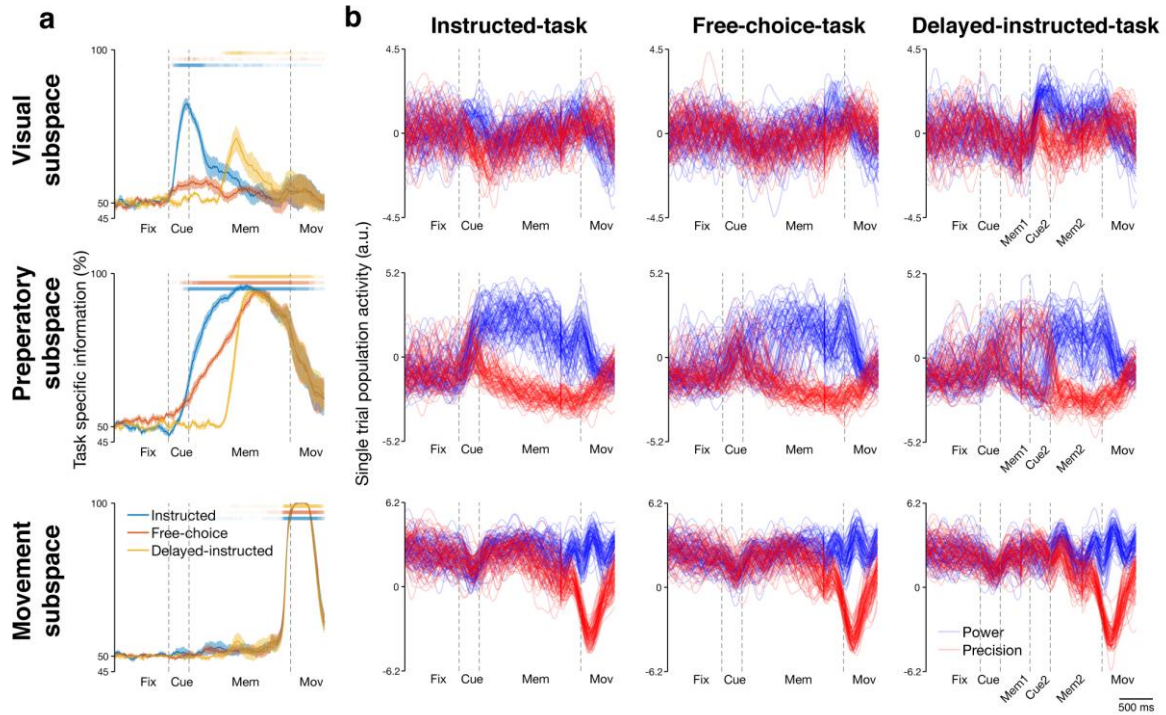 a
b
Instructed-task
Free-choice-task
Delayed-instructed-task
Visual
subspace
Preperatory
subspace
Movement
subspace
Task specific information (%)
Single trial population activity (a.u.)
100
50
45
Fix
Cue
Mem
Mov
4.5
0
-4.5
Fix
Cue
Mem
Mov
4.5
0
-4.5
Fix
Cue
Mem
Mov
4.5
0
-4.5
Fix
Cue
Mem1
Cue2
Mem2
Mov
100
50
45
Fix
Cue
Mem
Mov
5.2
0
-5.2
Fix
Cue
Mem
Mov
5.2
0
-5.2
Fix
Cue
Mem
Mov
5.2
0
-5.2
Fix
Cue
Mem1
Cue2
Mem2
Mov
100
50
45
Instructed
Free-choice
Delayed-instructed
Fix
Cue
Mem
Mov
6.2
0
-6.2
Fix
Cue
Mem
Mov
6.2
0
-6.2
Fix
Cue
Mem
Mov
6.2
0
-6.2
Power
Precision
Fix
Cue
Mem1
Cue2
Mem2
Mov
500 ms